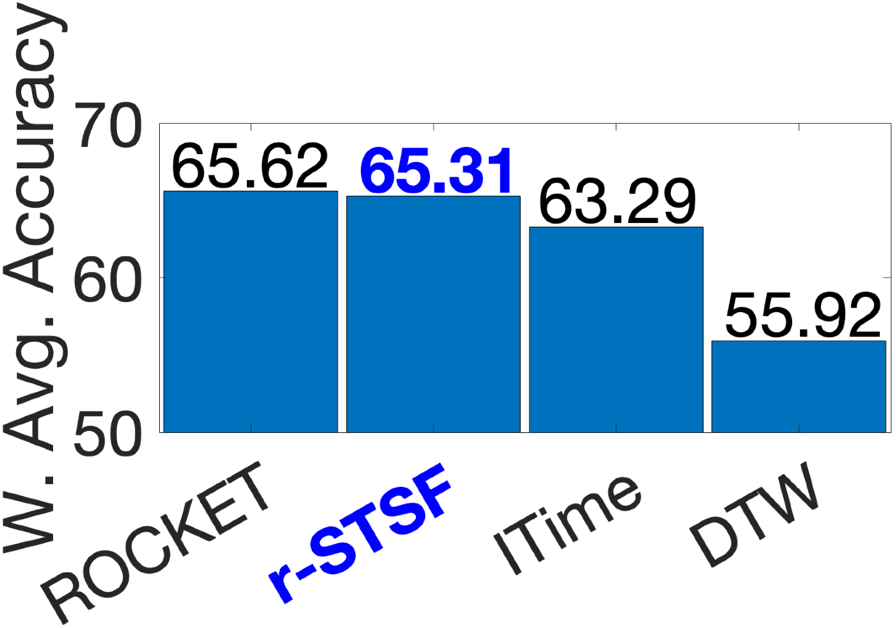 W. Avg. Accuracy
70
60
50
65.62
65.31
63.29
55.92
ROCKET
r-STSF
ITime
DTW